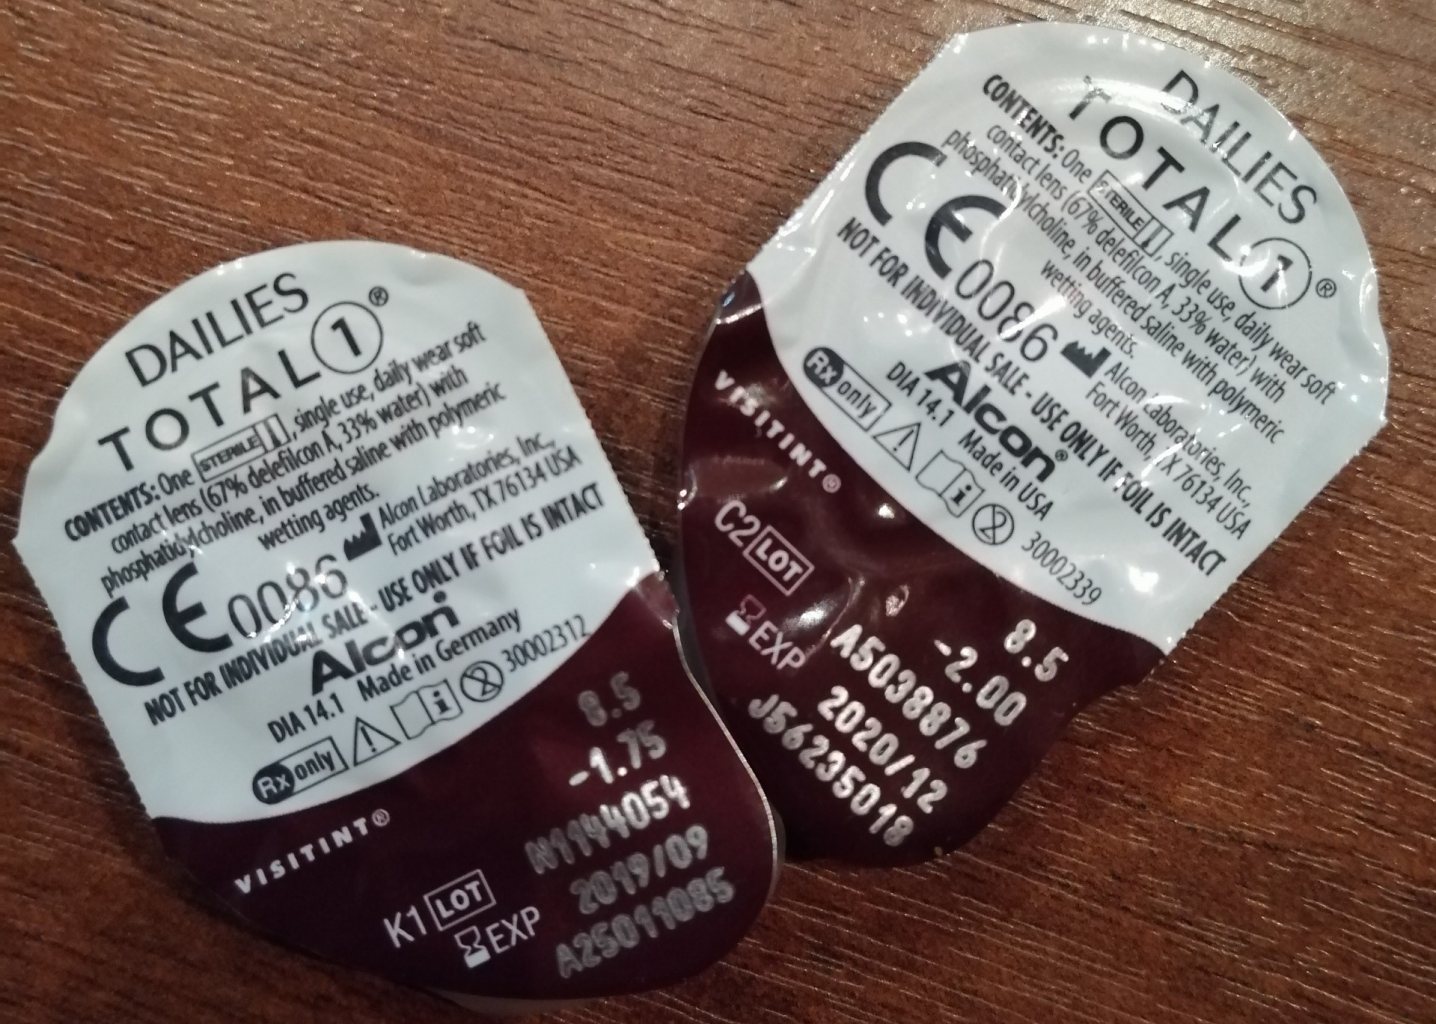 DAILIES
TOTAL 1®
CONTENTS: One STERILE, single use, daily wear soft
contact lens (67% delefilcon A, 33% water) with
phosphatidylcholine, in buffered saline with polymeric
wetting agents.
CE0086 Alcon Laboratories, Inc.,
Fort Worth, TX 76134 USA
NOT FOR INDIVIDUAL SALE - USE ONLY IF FOIL IS INTACT
Alcon
DIA 14.1 Made in Germany
Rx only 2 30002312
VISITINT®
8.5
-1.75
K1 LOT N1144054
EXP 2019/09
A25011085
DAILIES
TOTAL 1®
CONTENTS: One STERILE, single use, daily wear soft
contact lens (67% delefilcon A, 33% water) with
phosphatidylcholine, in buffered saline with polymeric
wetting agents.
CE0086 Alcon Laboratories, Inc.,
Fort Worth, TX 76134 USA
NOT FOR INDIVIDUAL SALE - USE ONLY IF FOIL IS INTACT
Alcon®
DIA 14.1 Made in USA
Rx only 2 30002339
VISITINT®
8.5
-2.00
C2 LOT A5038876
EXP 2020/12
J56235018